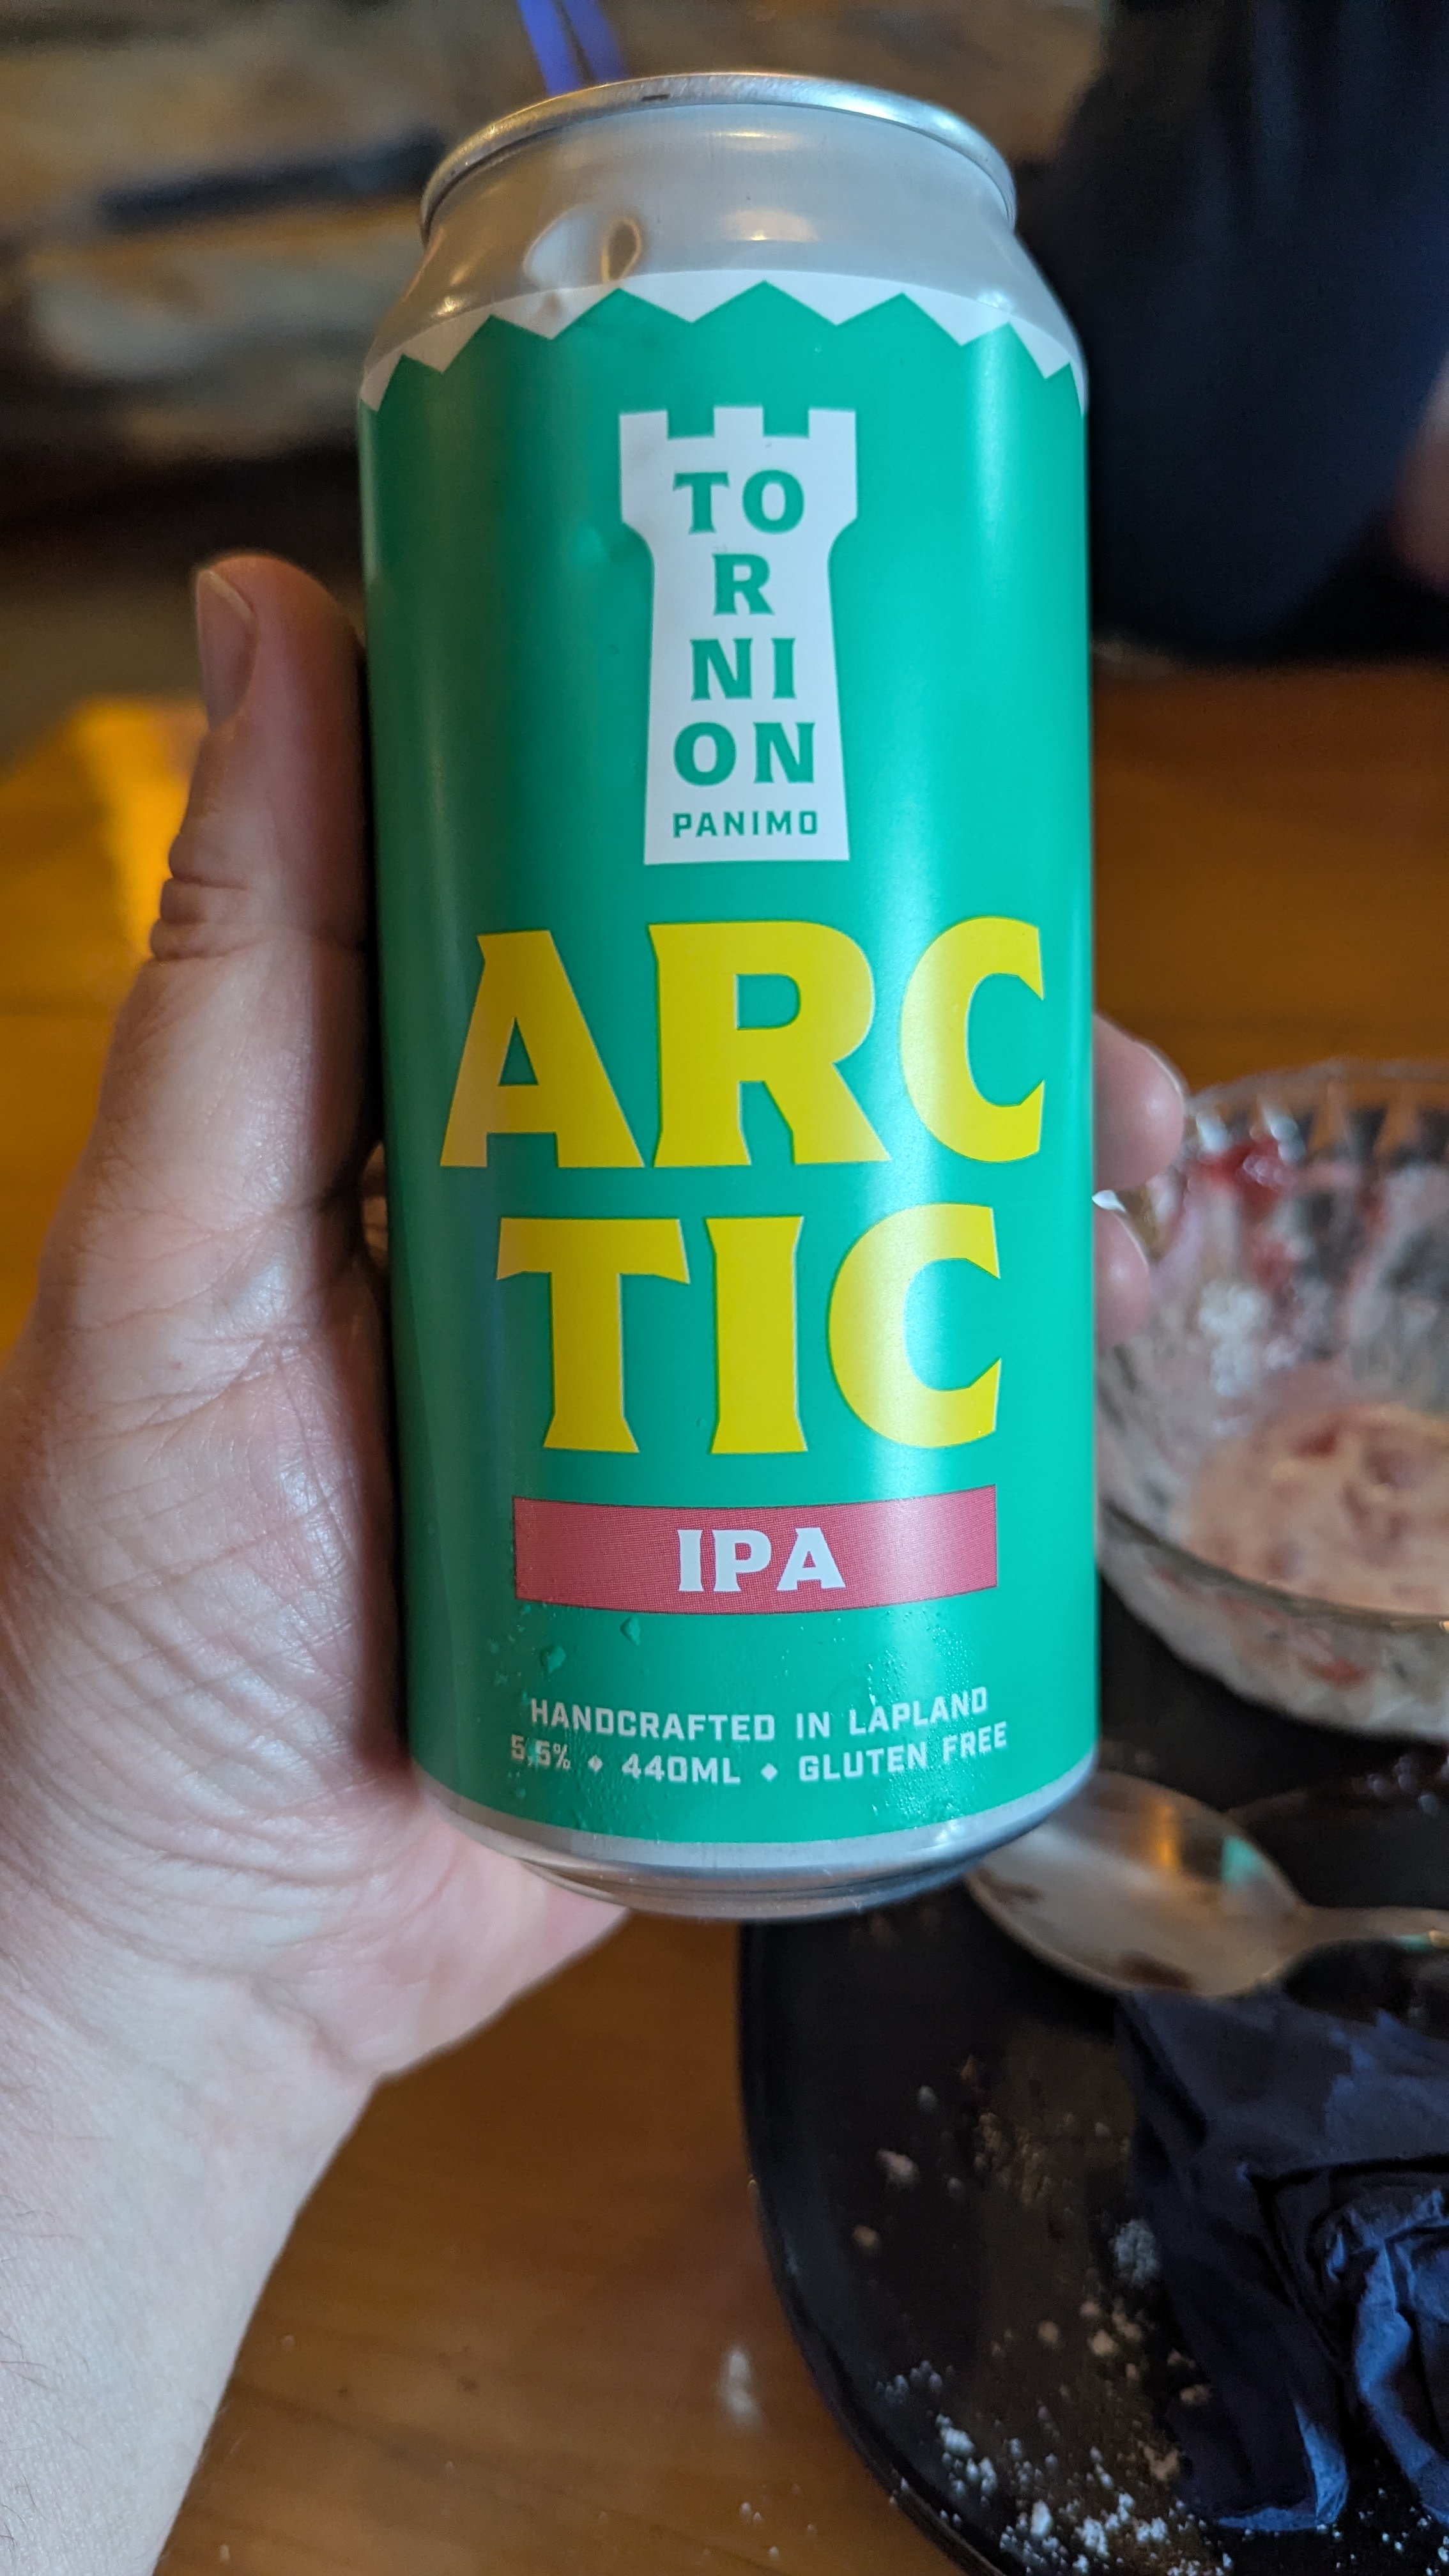 TO
R
NI
ON
PANIMO
ARC
TIC
IPA
HANDCRAFTED IN LAPLAND
5,5% ◆ 440ML ◆ GLUTEN FREE